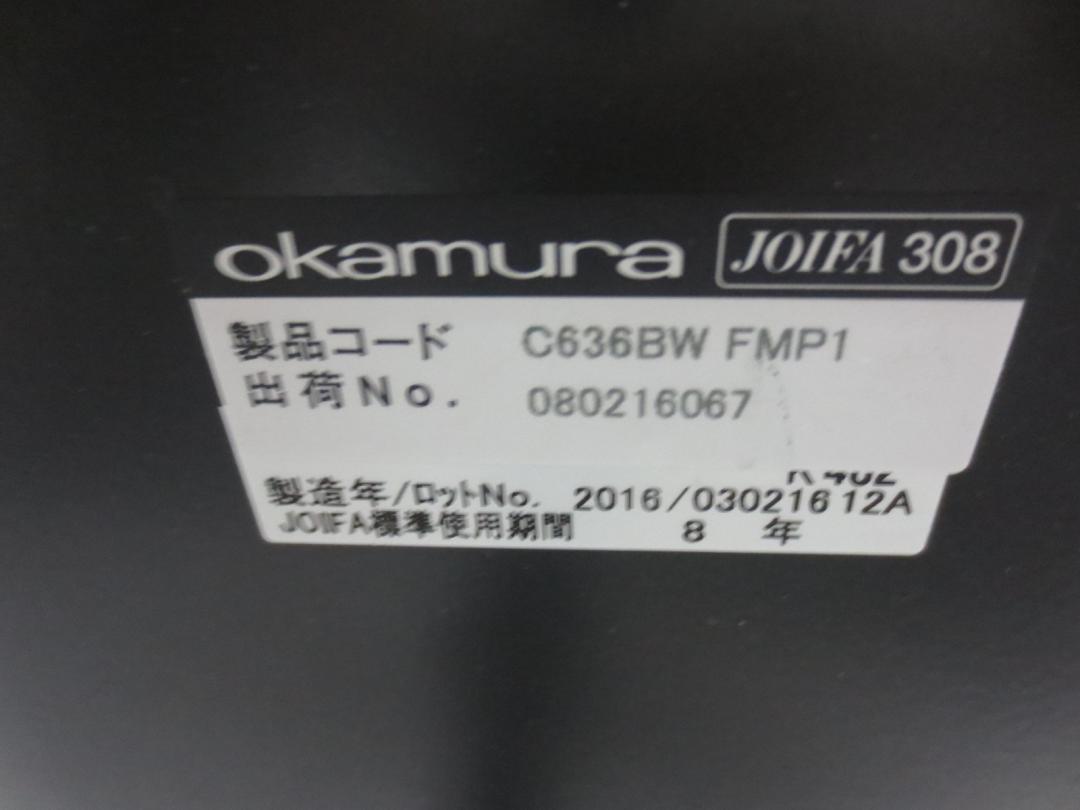 okamura JOIFA 308
製品コード C636BW FMP1
出荷No. 080216067
製造年/ロットNo. 2016/03021612A
JOIFA標準使用期間 8 年